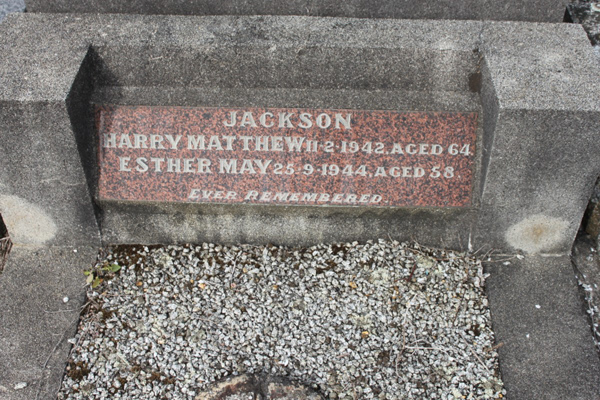 JACKSON
HARRY MATTHEW 11-2-1942, AGED 64.
ESTHER MAY 25-9-1944, AGED 58.
EVER REMEMBERED.